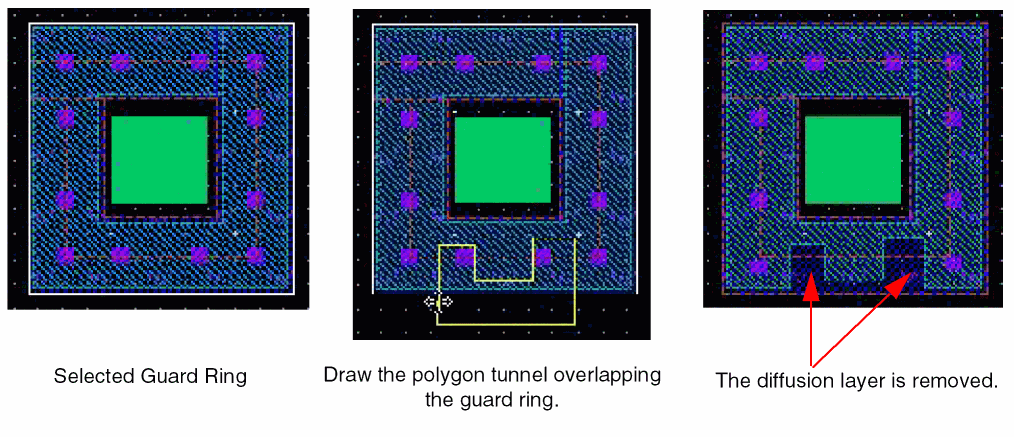 Selected Guard Ring
Draw the polygon tunnel overlapping
the guard ring.
The diffusion layer is removed.